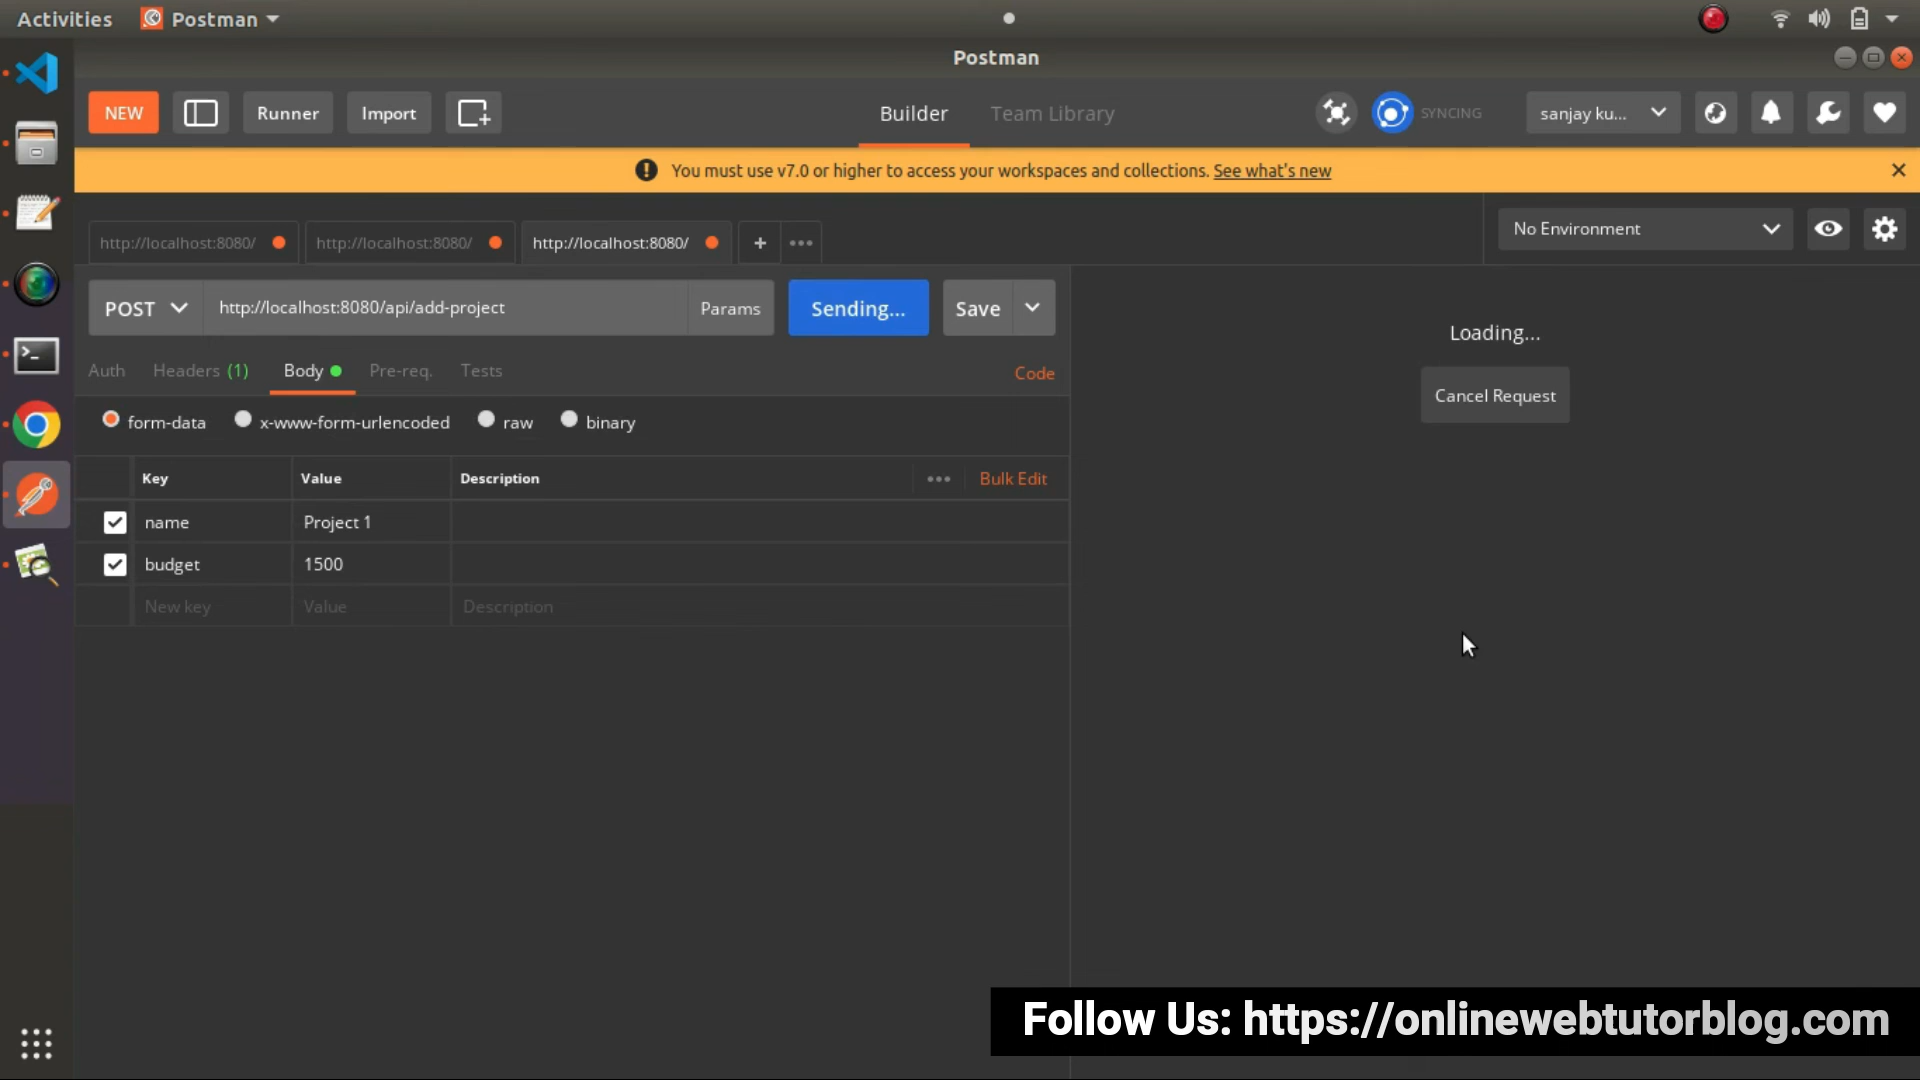 Activities Postman
Postman
NEW Runner Import Builder Team Library SYNCING sanjay ku...
You must use v7.0 or higher to access your workspaces and collections. See what's new
http://localhost:8080/ http://localhost:8080/ http://localhost:8080/ + ••• No Environment
POST http://localhost:8080/api/add-project Params Sending... Save
Loading...
Auth Headers (1) Body Pre-req. Tests Code
Cancel Request
form-data x-www-form-urlencoded raw binary
Key Value Description ••• Bulk Edit
name Project 1
budget 1500
New key Value Description
Follow Us: https://onlinewebtutorblog.com